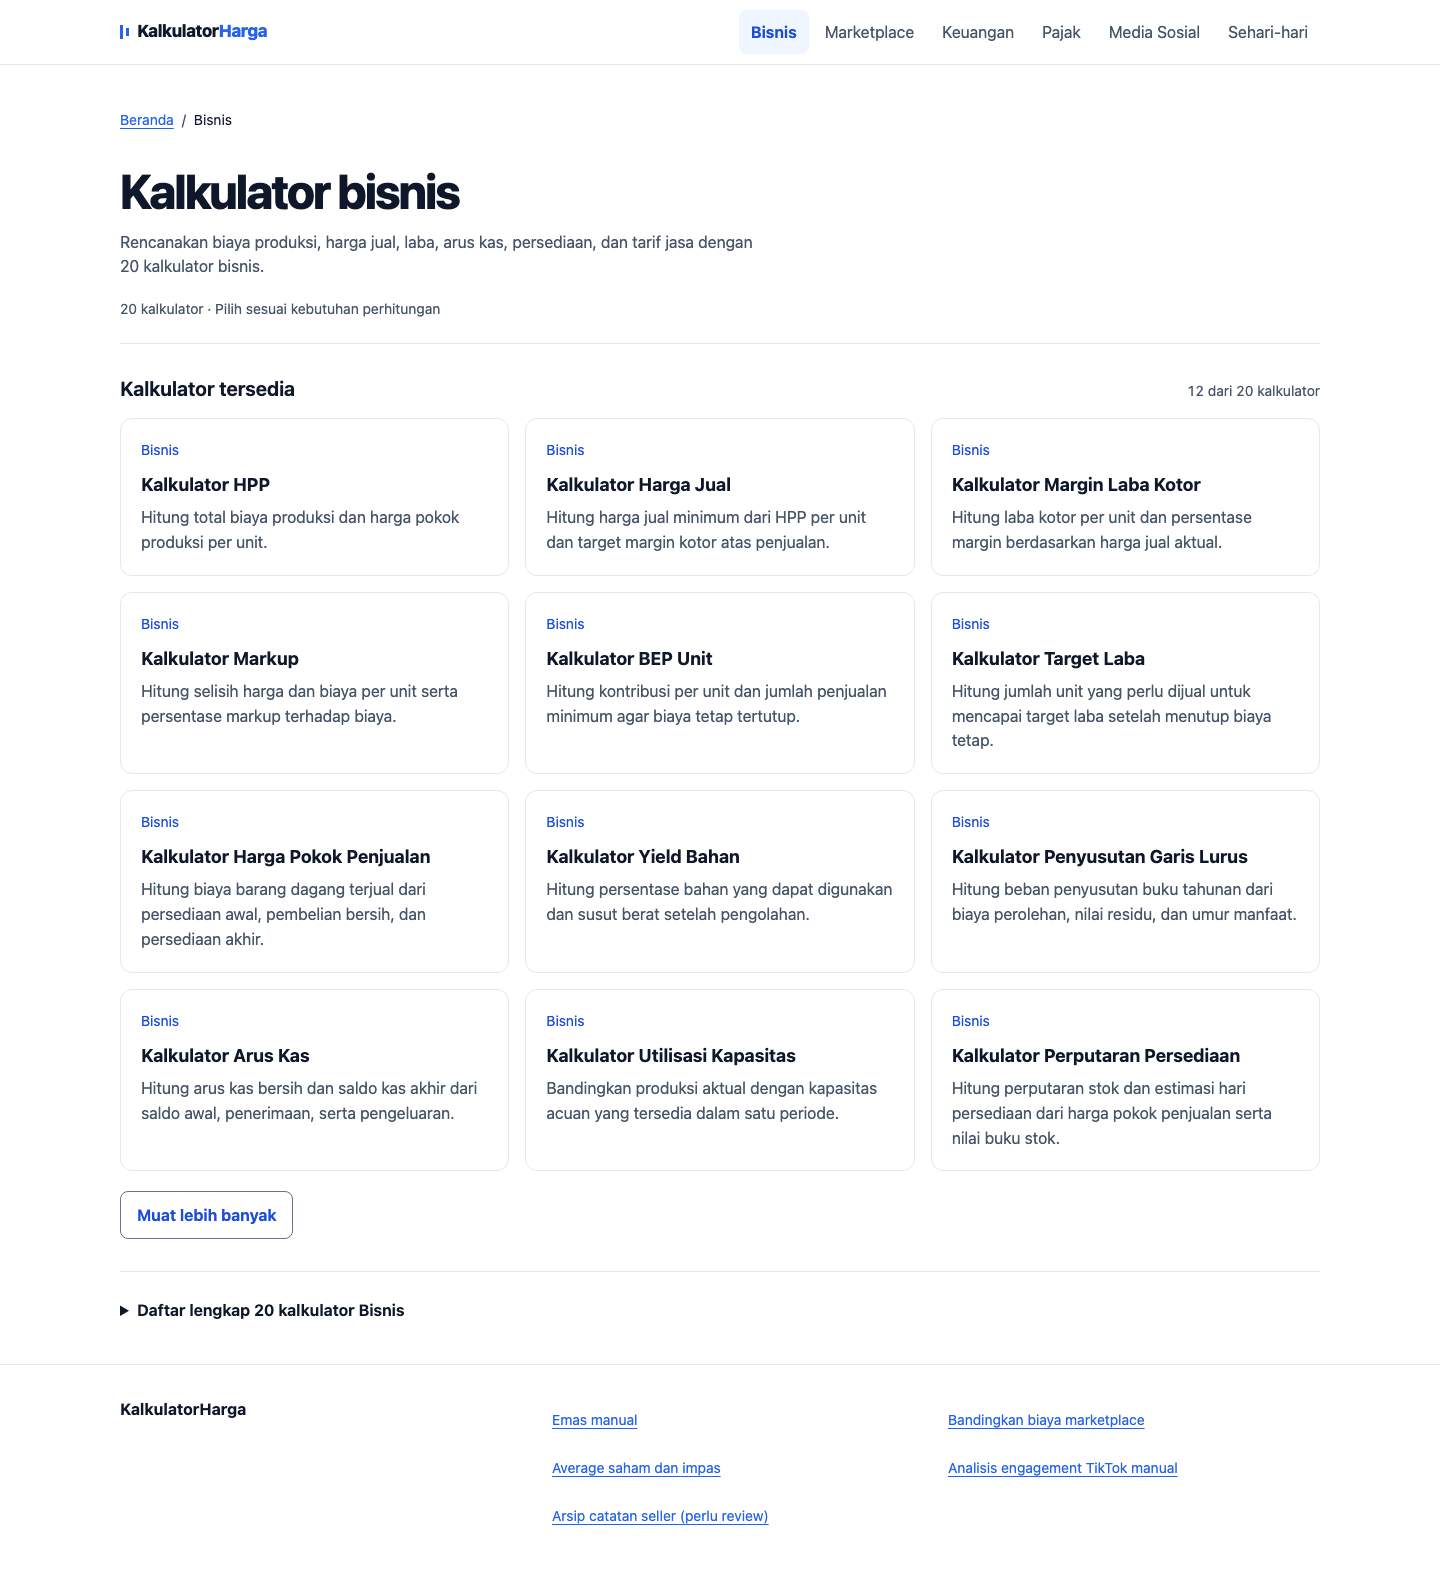 KalkulatorHarga
Bisnis
Marketplace
Keuangan
Pajak
Media Sosial
Sehari-hari
Beranda / Bisnis
Kalkulator bisnis
Rencanakan biaya produksi, harga jual, laba, arus kas, persediaan, dan tarif jasa dengan
20 kalkulator bisnis.
20 kalkulator · Pilih sesuai kebutuhan perhitungan
Kalkulator tersedia
12 dari 20 kalkulator
Bisnis
Kalkulator HPP
Hitung total biaya produksi dan harga pokok
produksi per unit.
Bisnis
Kalkulator Harga Jual
Hitung harga jual minimum dari HPP per unit
dan target margin kotor atas penjualan.
Bisnis
Kalkulator Margin Laba Kotor
Hitung laba kotor per unit dan persentase
margin berdasarkan harga jual aktual.
Bisnis
Kalkulator Markup
Hitung selisih harga dan biaya per unit serta
persentase markup terhadap biaya.
Bisnis
Kalkulator BEP Unit
Hitung kontribusi per unit dan jumlah penjualan
minimum agar biaya tetap tertutup.
Bisnis
Kalkulator Target Laba
Hitung jumlah unit yang perlu dijual untuk
mencapai target laba setelah menutup biaya
tetap.
Bisnis
Kalkulator Harga Pokok Penjualan
Hitung biaya barang dagang terjual dari
persediaan awal, pembelian bersih, dan
persediaan akhir.
Bisnis
Kalkulator Yield Bahan
Hitung persentase bahan yang dapat digunakan
dan susut berat setelah pengolahan.
Bisnis
Kalkulator Penyusutan Garis Lurus
Hitung beban penyusutan buku tahunan dari
biaya perolehan, nilai residu, dan umur manfaat.
Bisnis
Kalkulator Arus Kas
Hitung arus kas bersih dan saldo kas akhir dari
saldo awal, penerimaan, serta pengeluaran.
Bisnis
Kalkulator Utilisasi Kapasitas
Bandingkan produksi aktual dengan kapasitas
acuan yang tersedia dalam satu periode.
Bisnis
Kalkulator Perputaran Persediaan
Hitung perputaran stok dan estimasi hari
persediaan dari harga pokok penjualan serta
nilai buku stok.
Muat lebih banyak
Daftar lengkap 20 kalkulator Bisnis
KalkulatorHarga
Emas manual
Bandingkan biaya marketplace
Average saham dan impas
Analisis engagement TikTok manual
Arsip catatan seller (perlu review)